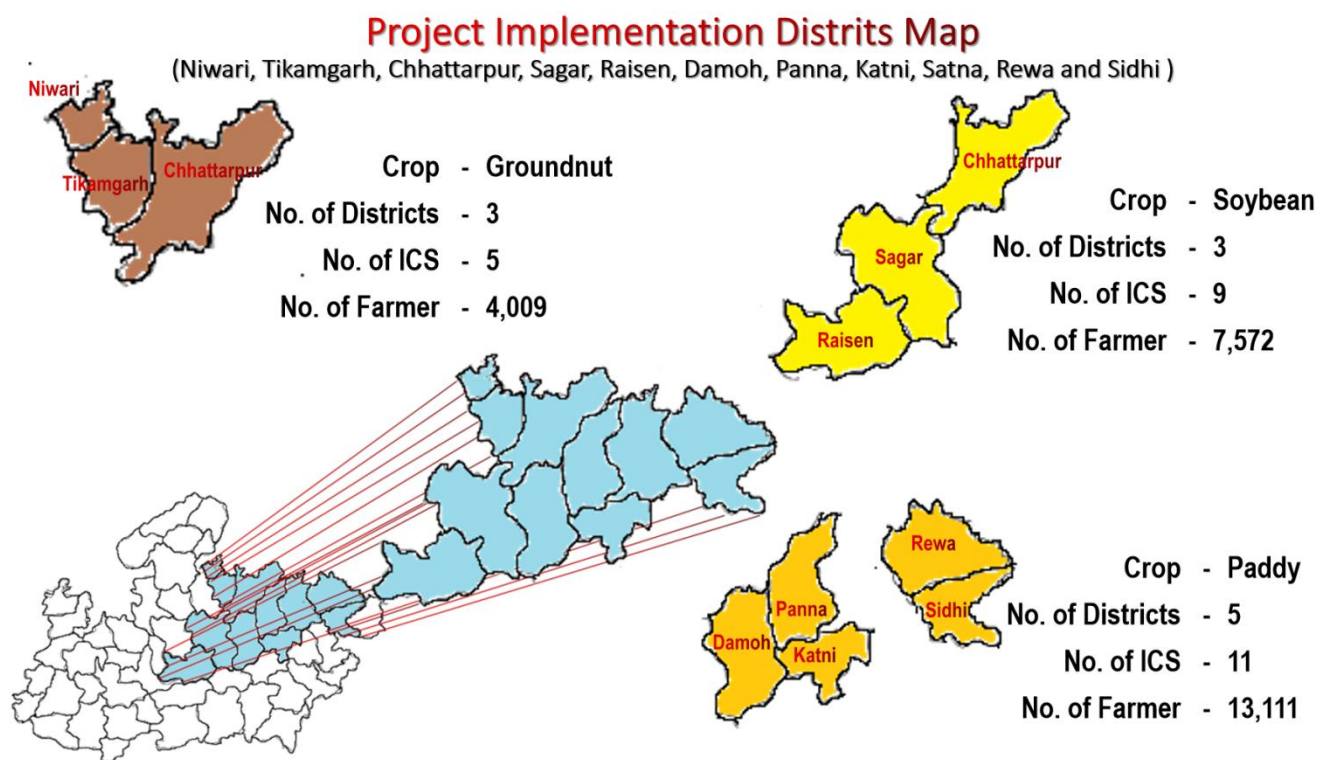 Project Implementation Distrits Map
(Niwari, Tikamgarh, Chhattarpur, Sagar, Raisen, Damoh, Panna, Katni, Satna, Rewa and Sidhi )
Niwari
Tikamgarh
Chhattarpur
Crop - Groundnut
No. of Districts - 3
No. of ICS - 5
No. of Farmer - 4,009
Chhattarpur
Sagar
Raisen
Crop - Soybean
No. of Districts - 3
No. of ICS - 9
No. of Farmer - 7,572
Rewa
Sidhi
Panna
Damoh
Katni
Crop - Paddy
No. of Districts - 5
No. of ICS - 11
No. of Farmer - 13,111